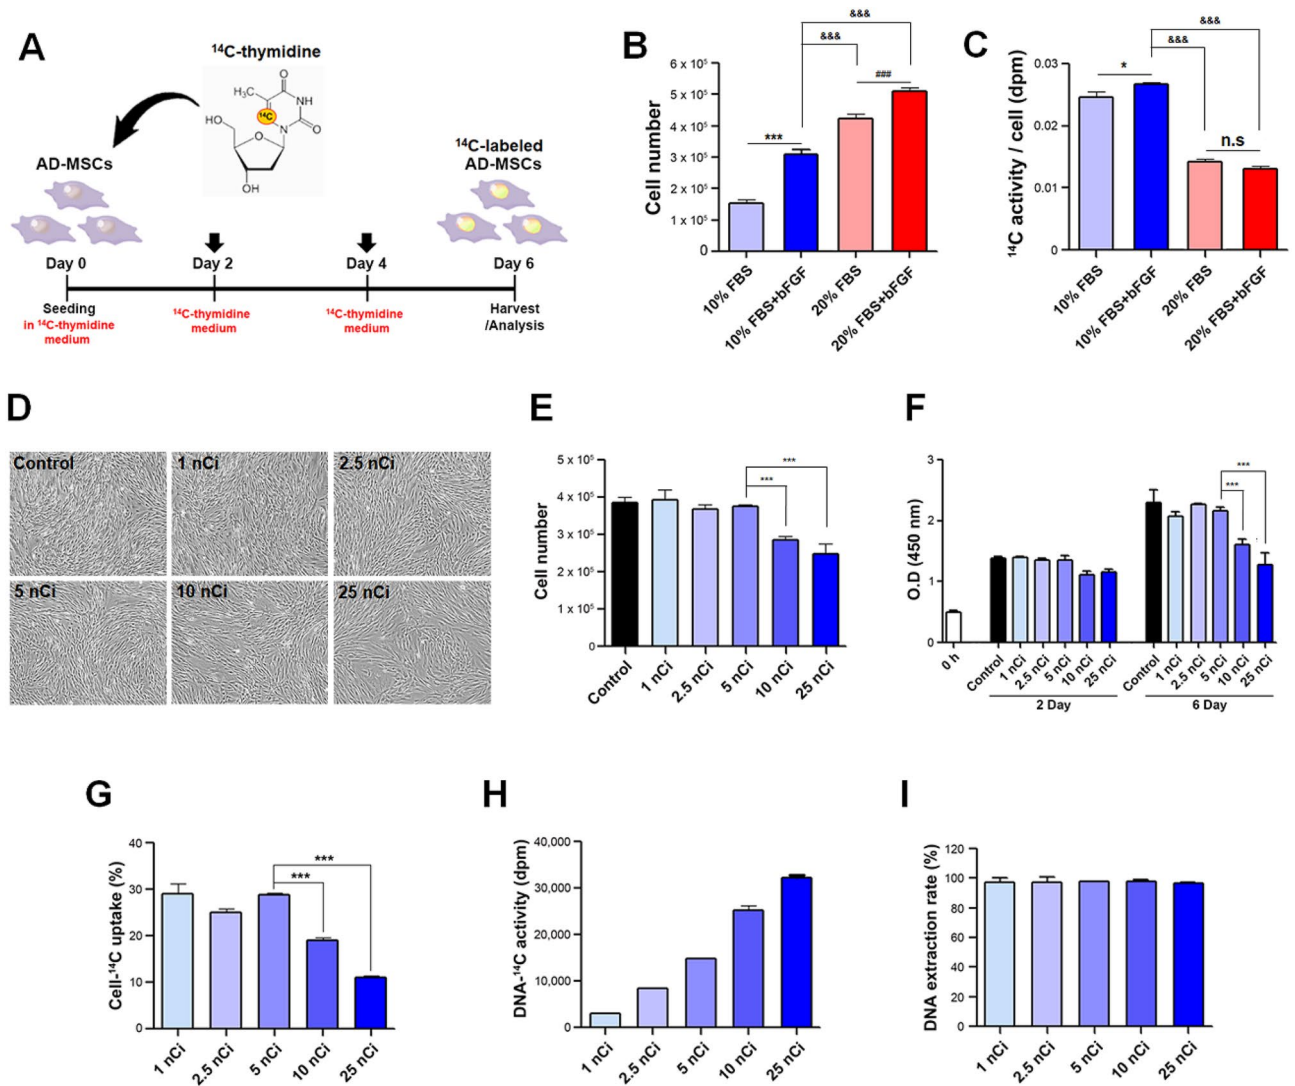 A
¹⁴C-thymidine
H₃C
O
NH
¹⁴C
N
O
HO
O
OH
AD-MSCs
¹⁴C-labeled
AD-MSCs
Day 0
Day 2
Day 4
Day 6
Seeding
in ¹⁴C-thymidine
medium
¹⁴C-thymidine
medium
¹⁴C-thymidine
medium
Harvest
/Analysis
B
&&&
&&&
###
***
Cell number
6 x 10⁵
5 x 10⁵
4 x 10⁵
3 x 10⁵
2 x 10⁵
1 x 10⁵
0
10% FBS
10% FBS+bFGF
20% FBS
20% FBS+bFGF
C
&&&
&&&
*
n.s
¹⁴C activity / cell (dpm)
0.03
0.02
0.01
0
10% FBS
10% FBS+bFGF
20% FBS
20% FBS+bFGF
D
Control
1 nCi
2.5 nCi
5 nCi
10 nCi
25 nCi
E
***
***
Cell number
5 x 10⁵
4 x 10⁵
3 x 10⁵
2 x 10⁵
1 x 10⁵
0
Control
1 nCi
2.5 nCi
5 nCi
10 nCi
25 nCi
F
***
***
O.D (450 nm)
3
2
1
0
0 h
Control
1 nCi
2.5 nCi
5 nCi
10 nCi
25 nCi
2 Day
Control
1 nCi
2.5 nCi
5 nCi
10 nCi
25 nCi
6 Day
G
***
***
Cell-¹⁴C uptake (%)
40
30
20
10
0
1 nCi
2.5 nCi
5 nCi
10 nCi
25 nCi
H
DNA-¹⁴C activity (dpm)
40,000
30,000
20,000
10,000
0
1 nCi
2.5 nCi
5 nCi
10 nCi
25 nCi
I
DNA extraction rate (%)
120
100
80
60
40
20
0
1 nCi
2.5 nCi
5 nCi
10 nCi
25 nCi